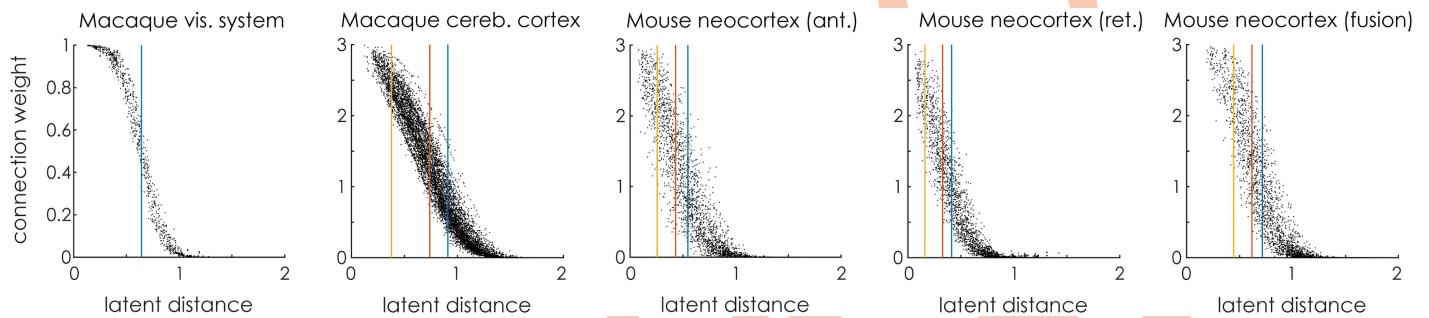 Macaque vis. system
Macaque cereb. cortex
Mouse neocortex (ant.)
Mouse neocortex (ret.)
Mouse neocortex (fusion)
connection weight
1
0.8
0.6
0.4
0.2
0
0 1 2
latent distance
3
2
1
0
0 1 2
latent distance
3
2
1
0
0 1 2
latent distance
3
2
1
0
0 1 2
latent distance
3
2
1
0
0 1 2
latent distance